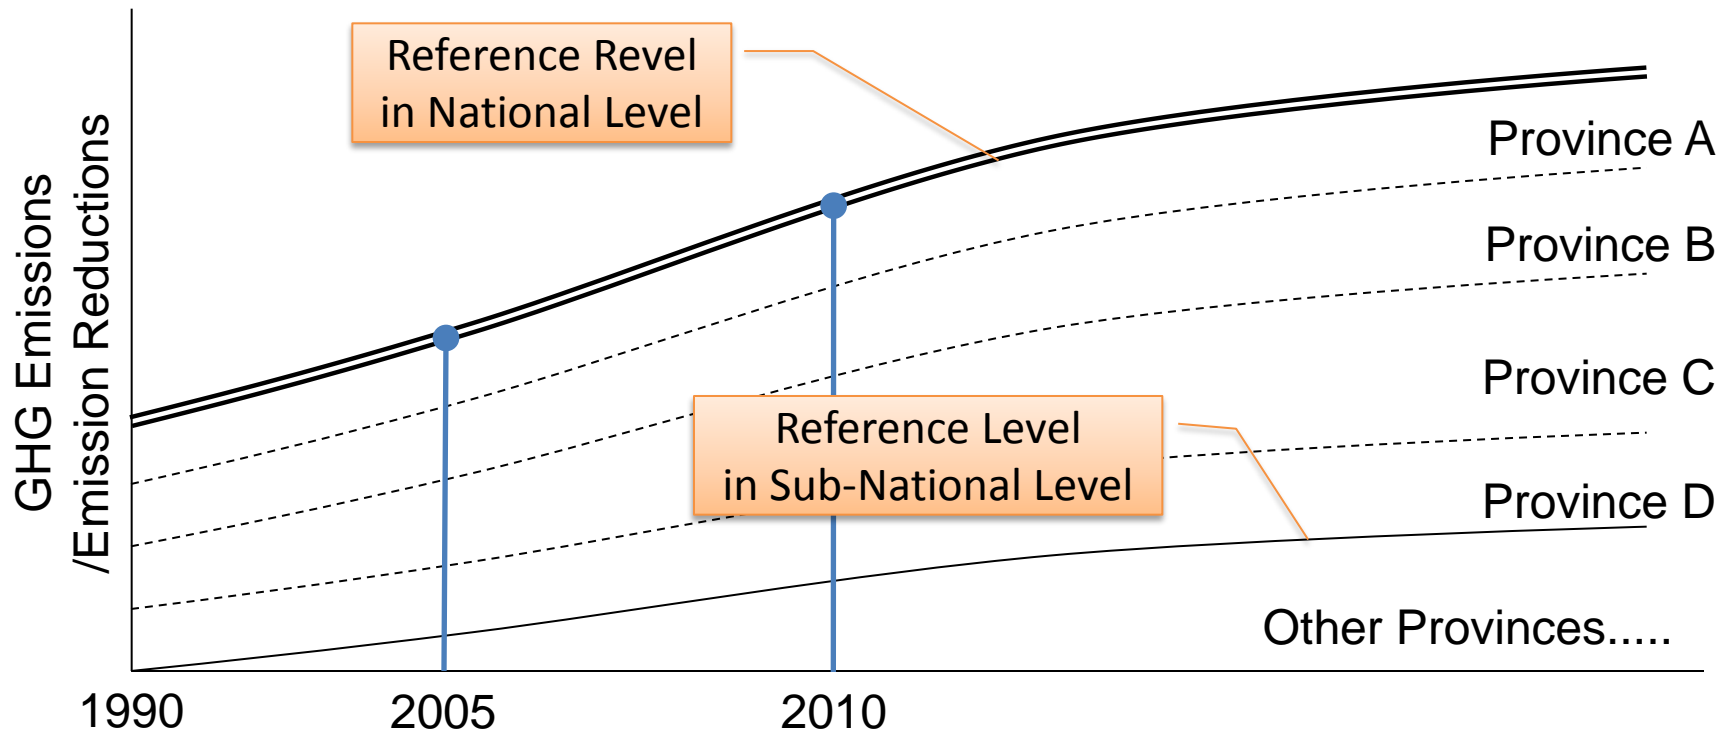 Reference Revel
in National Level
Province A
Province B
Province C
Reference Level
in Sub-National Level
Province D
Other Provinces.....
GHG Emissions
/Emission Reductions
1990
2005
2010